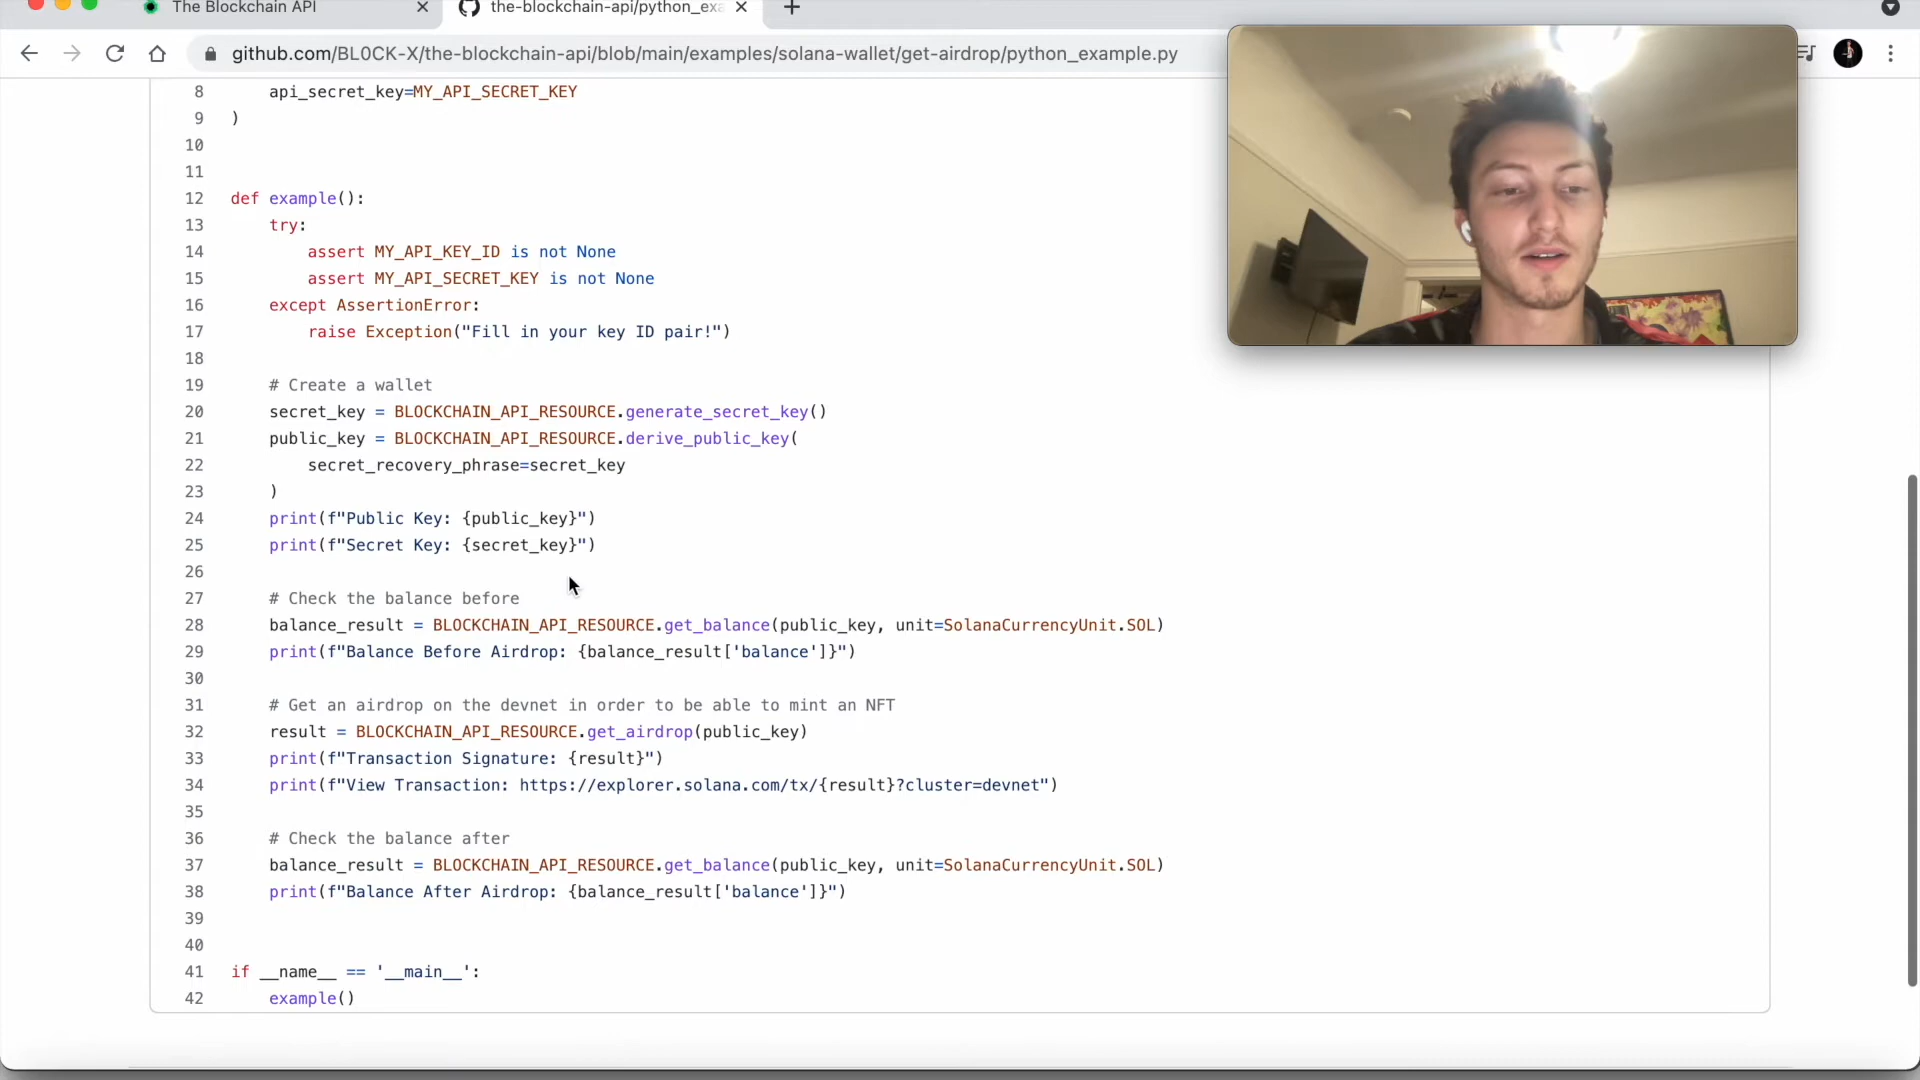 The Blockchain API
the-blockchain-api/python_exa
github.com/BL0CK-X/the-blockchain-api/blob/main/examples/solana-wallet/get-airdrop/python_example.py
8 api_secret_key=MY_API_SECRET_KEY
9 )
10
11
12 def example():
13 try:
14 assert MY_API_KEY_ID is not None
15 assert MY_API_SECRET_KEY is not None
16 except AssertionError:
17 raise Exception("Fill in your key ID pair!")
18
19 # Create a wallet
20 secret_key = BLOCKCHAIN_API_RESOURCE.generate_secret_key()
21 public_key = BLOCKCHAIN_API_RESOURCE.derive_public_key(
22 secret_recovery_phrase=secret_key
23 )
24 print(f"Public Key: {public_key}")
25 print(f"Secret Key: {secret_key}")
26
27 # Check the balance before
28 balance_result = BLOCKCHAIN_API_RESOURCE.get_balance(public_key, unit=SolanaCurrencyUnit.SOL)
29 print(f"Balance Before Airdrop: {balance_result['balance']}")
30
31 # Get an airdrop on the devnet in order to be able to mint an NFT
32 result = BLOCKCHAIN_API_RESOURCE.get_airdrop(public_key)
33 print(f"Transaction Signature: {result}")
34 print(f"View Transaction: https://explorer.solana.com/tx/{result}?cluster=devnet")
35
36 # Check the balance after
37 balance_result = BLOCKCHAIN_API_RESOURCE.get_balance(public_key, unit=SolanaCurrencyUnit.SOL)
38 print(f"Balance After Airdrop: {balance_result['balance']}")
39
40
41 if __name__ == '__main__':
42 example()